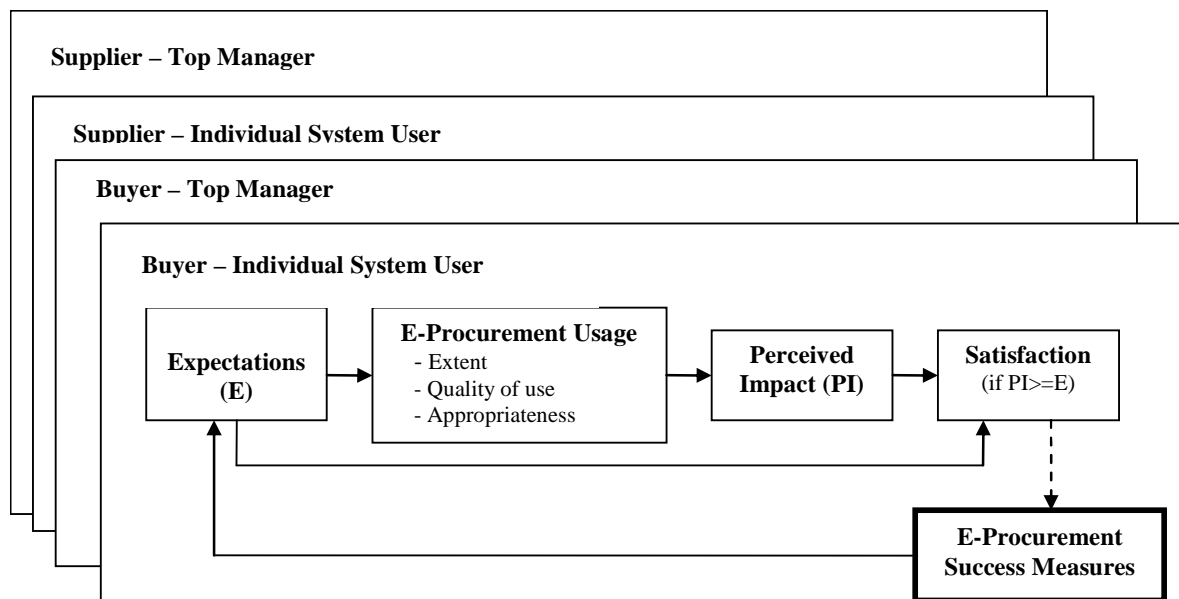 Supplier – Top Manager
Supplier – Individual System User
Buyer – Top Manager
Buyer – Individual System User
Expectations
(E)
E-Procurement Usage
- Extent
- Quality of use
- Appropriateness
Perceived
Impact (PI)
Satisfaction
(if PI>=E)
E-Procurement
Success Measures